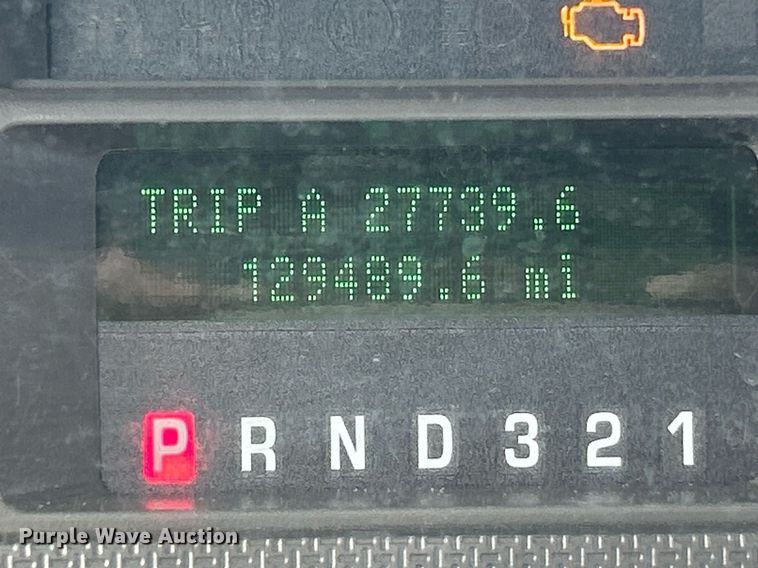 TRIP A 27739.6
129489.6 mi
P R N D 3 2 1
Purple Wave Auction